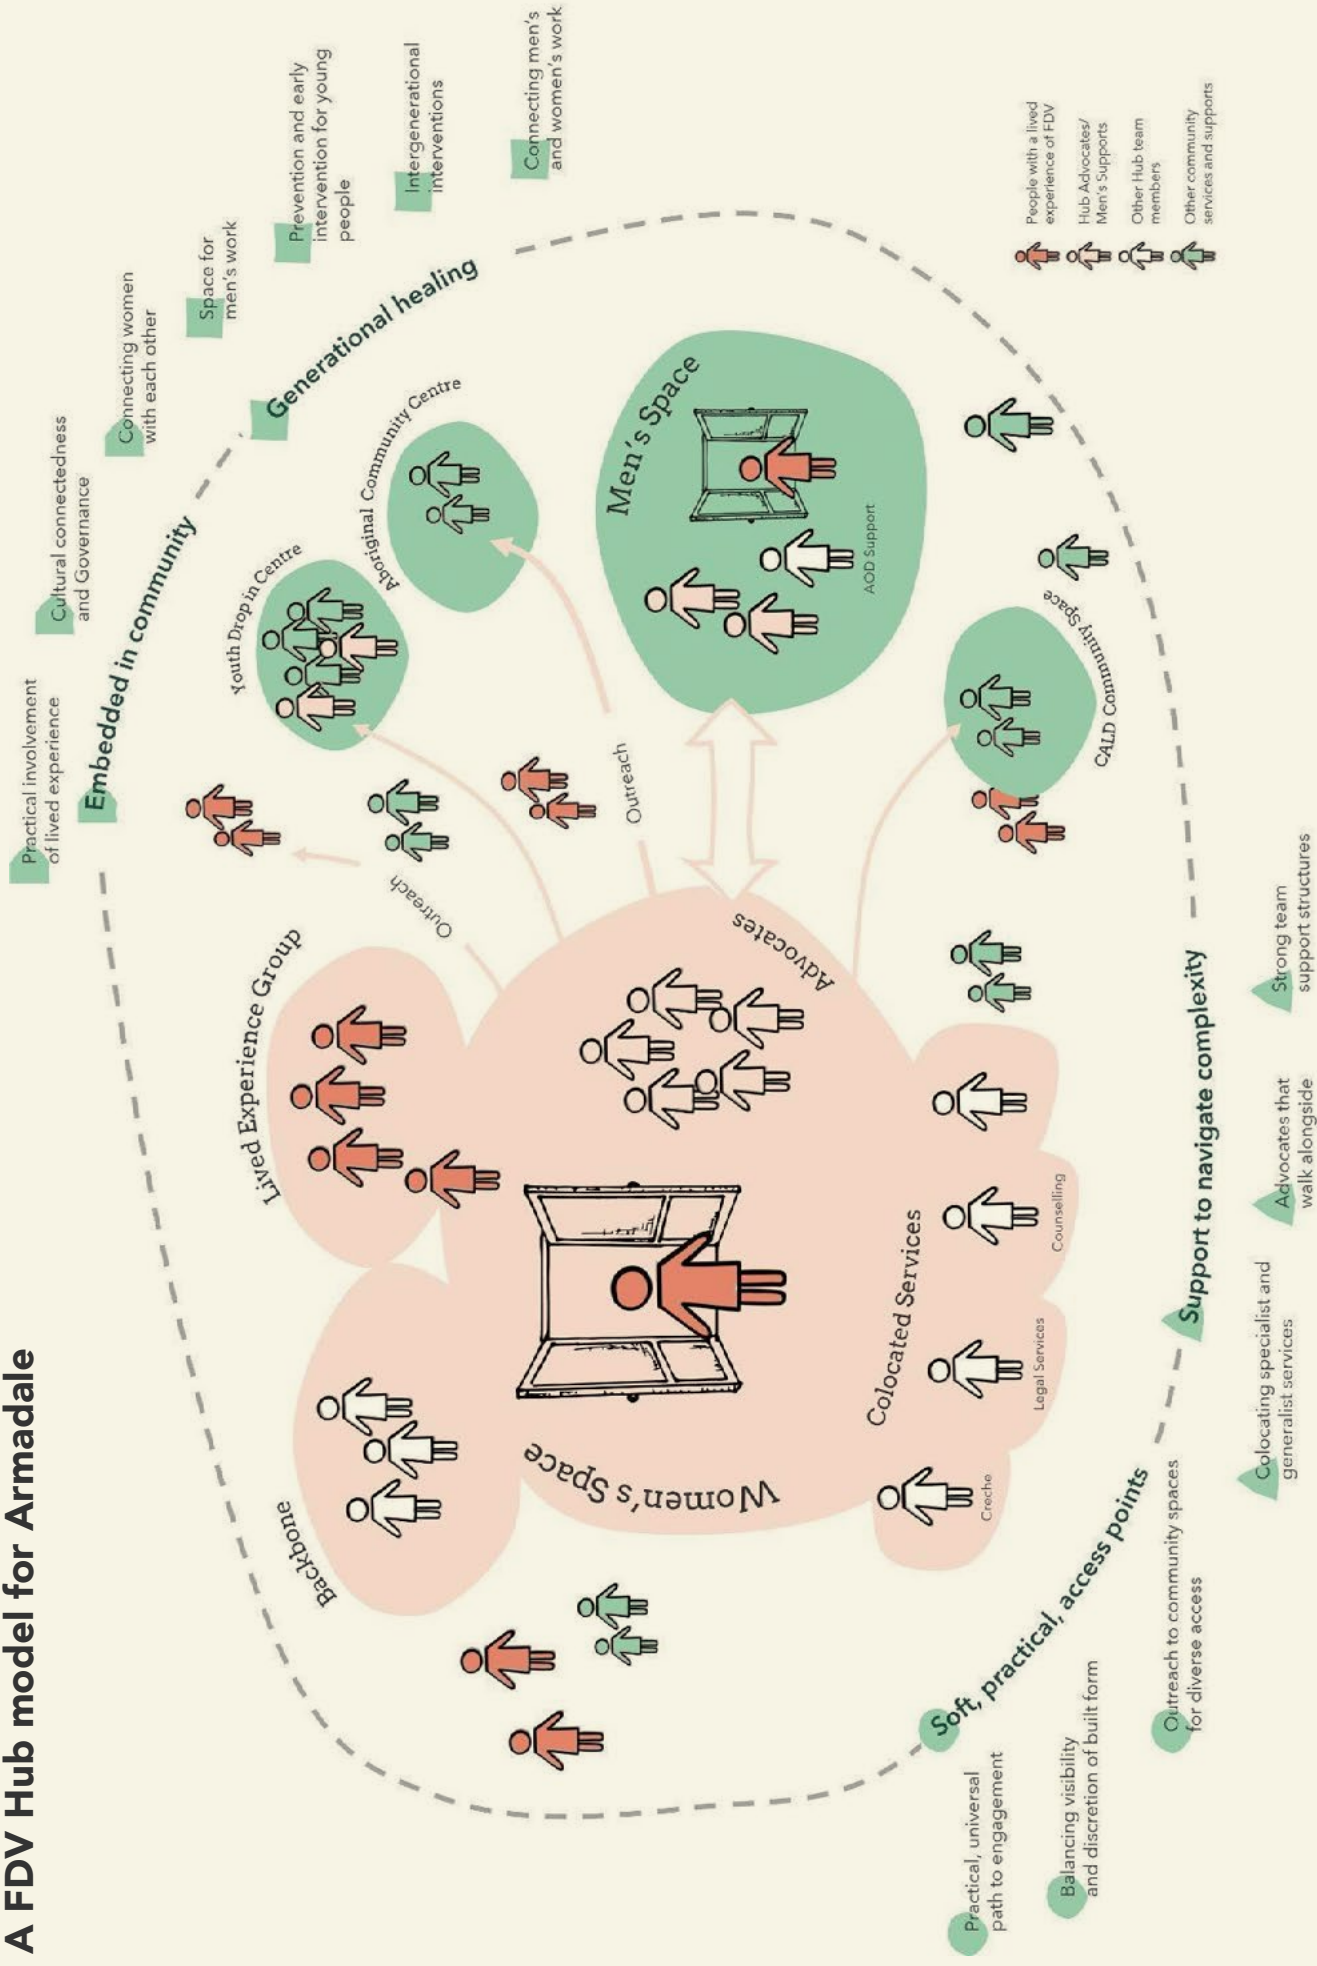 A FDV Hub model for Armadale
Practical involvement
of lived experience
Cultural connectedness
and Governance
Connecting women
with each other
Embedded in community
Space for
men's work
Prevention and early
intervention for young
people
Intergenerational
interventions
Connecting men's
and women's work
Generational healing
Youth Drop in Centre
Aboriginal Community Centre
Lived Experience Group
Backbone
Outreach
Outreach
Men's Space
AOD Support
Women's Space
Advocates
Colocated Services
Creche
Legal Services
Counselling
CALD Community Space
People with a lived
experience of FDV
Hub Advocates/
Men's Supports
Other Hub team
members
Other community
services and supports
Soft, practical, access points
Practical, universal
path to engagement
Balancing visibility
and discretion of built form
Outreach to community spaces
for diverse access
Support to navigate complexity
Colocating specialist and
generalist services
Advocates that
walk alongside
Strong team
support structures